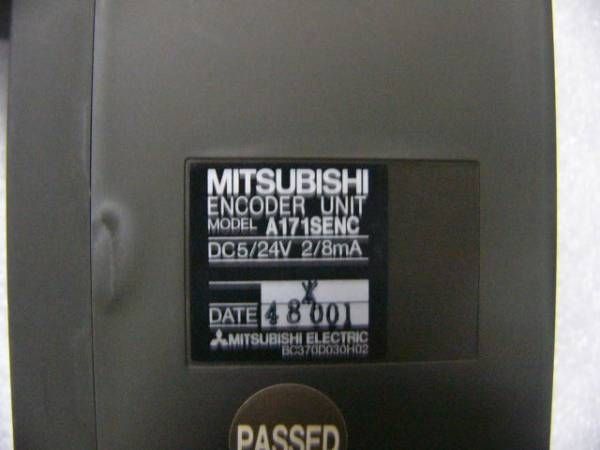 MITSUBISHI
ENCODER UNIT
MODEL A171SENC
DC5/24V 2/8mA
X
DATE 48001
MITSUBISHI ELECTRIC
BC370D030H02
PASSED